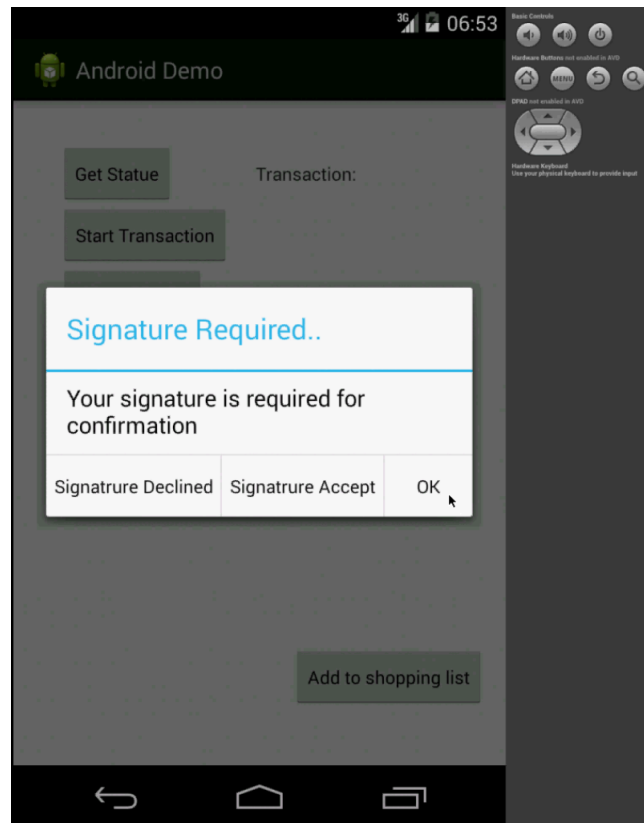 3G 06:53
Android Demo
Get Statue Transaction:
Start Transaction
Signature Required..
Your signature is required for
confirmation
Signatrure Declined Signatrure Accept OK
Add to shopping list
Basic Controls
Hardware Buttons not enabled in AVD
MENU
DPAD not enabled in AVD
Hardware Keyboard
Use your physical keyboard to provide input